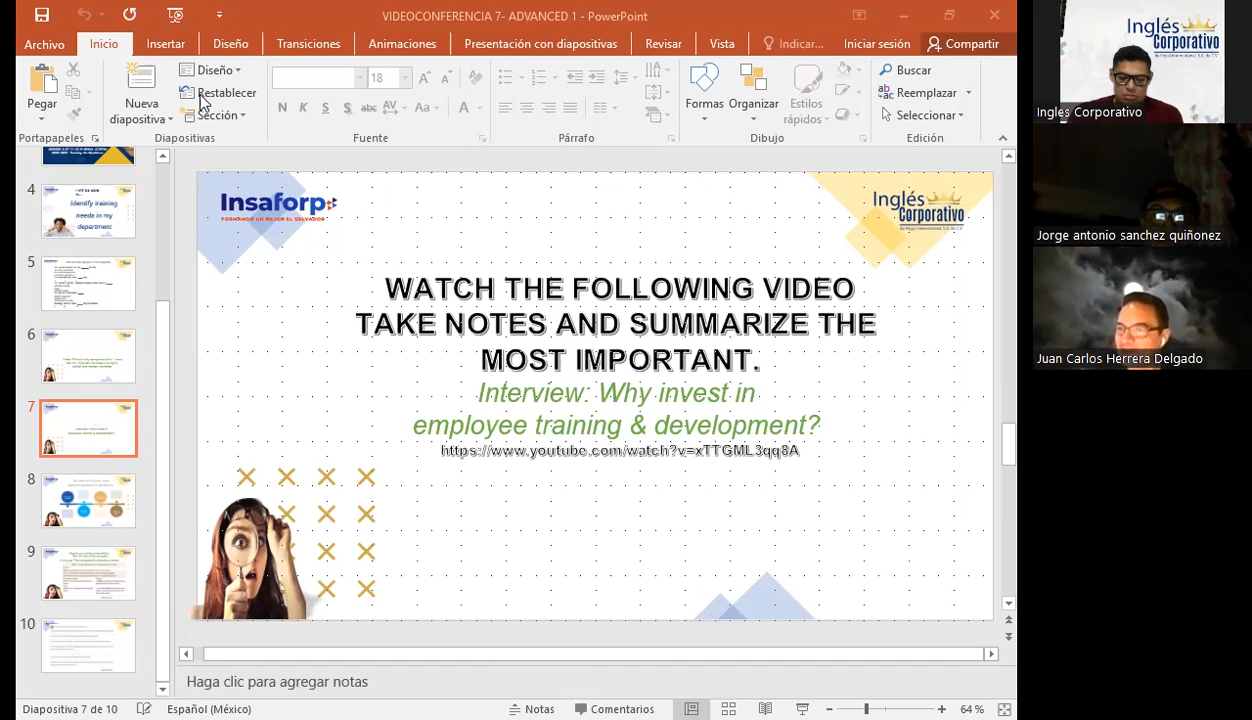 VIDEOCONFERENCIA 7- ADVANCED 1 - PowerPoint
Archivo Inicio Insertar Diseño Transiciones Animaciones Presentación con diapositivas Revisar Vista Indicar... Iniciar sesión Compartir
Pegar
Portapapeles
Nueva
diapositiva
Diseño
Restablecer
Sección
Diapositivas
18
N K S S abc AV Aa A
Fuente
Párrafo
Formas
Organizar
Estilos
rápidos
Dibujo
Buscar
Reemplazar
Seleccionar
Edición
4
I will be able
Identify training
needs in my
department
5
6
7
8
9
10
Insaforp
FORMANDO UN MEJOR EL SALVADOR
Inglés
Corporativo
WATCH THE FOLLOWING VIDEO
TAKE NOTES AND SUMMARIZE THE
MOST IMPORTANT.
Interview: Why invest in
employee training & development?
https://www.youtube.com/watch?v=xTTGML3qq8A
Haga clic para agregar notas
Diapositiva 7 de 10 Español (México) Notas Comentarios 64 %
Inglés
Corporativo
Ingles Corporativo
Jorge antonio sanchez quiñonez
Juan Carlos Herrera Delgado